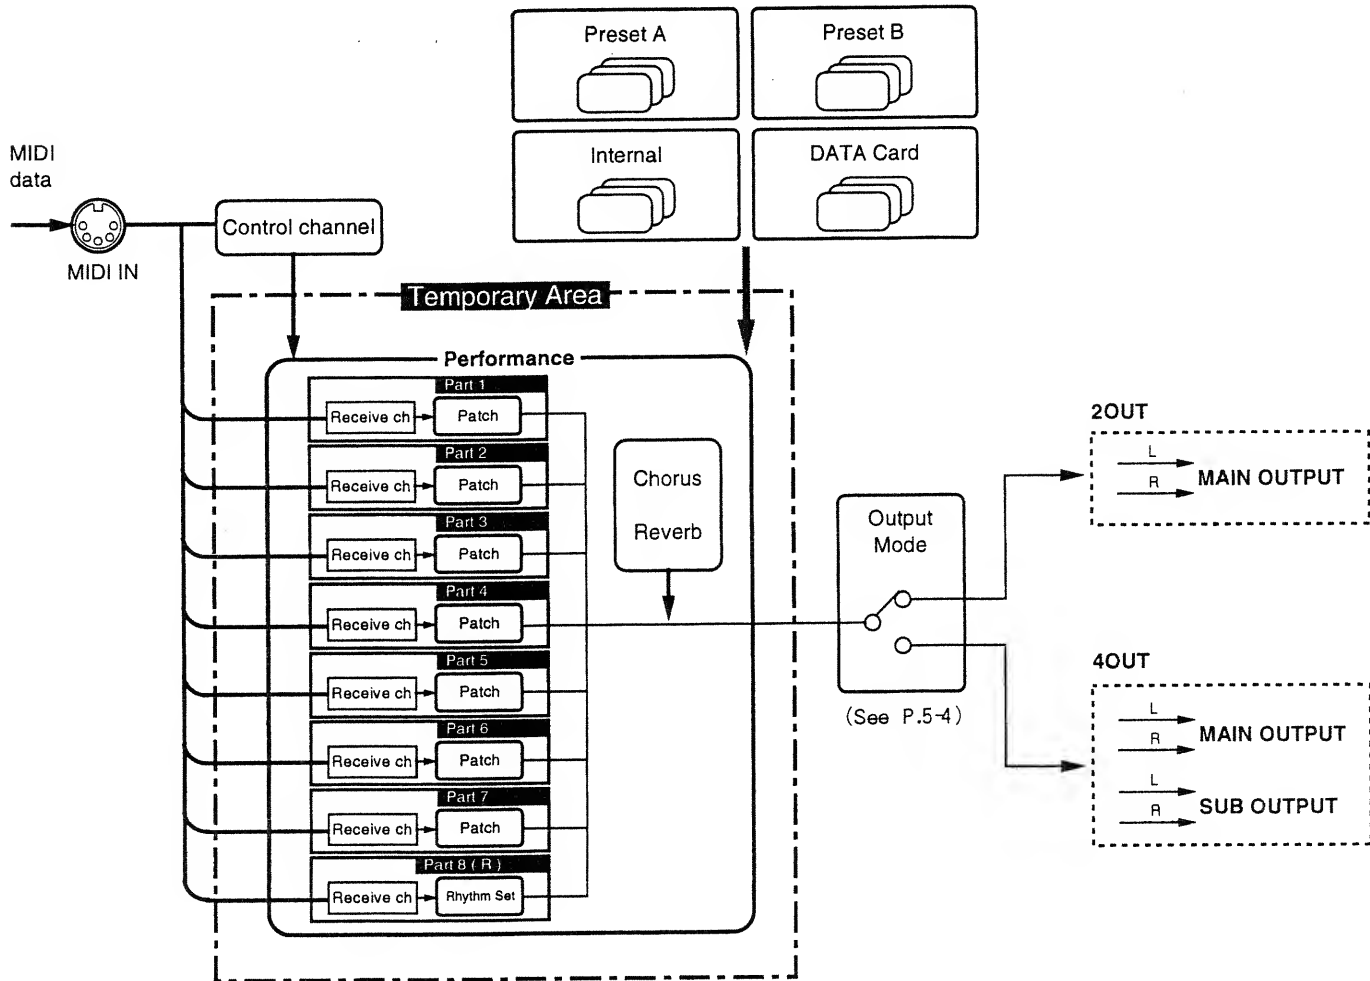 Preset A
Preset B
Internal
DATA Card
MIDI
data
MIDI IN
Control channel
Temporary Area
Performance
Part 1
Receive ch
Patch
Part 2
Receive ch
Patch
Part 3
Receive ch
Patch
Part 4
Receive ch
Patch
Part 5
Receive ch
Patch
Part 6
Receive ch
Patch
Part 7
Receive ch
Patch
Part 8 ( R )
Receive ch
Rhythm Set
Chorus
Reverb
Output
Mode
(See P.5-4)
2OUT
L
R
MAIN OUTPUT
4OUT
L
R
MAIN OUTPUT
L
R
SUB OUTPUT